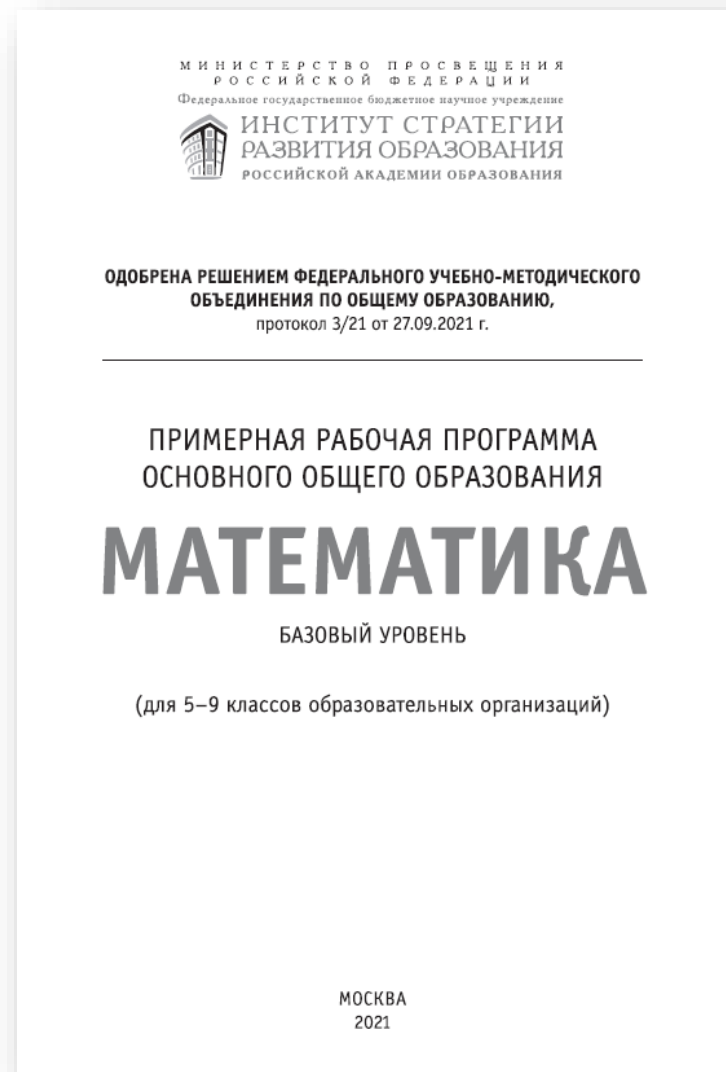 МИНИСТЕРСТВО ПРОСВЕЩЕНИЯ
РОССИЙСКОЙ ФЕДЕРАЦИИ
Федеральное государственное бюджетное научное учреждение
ИНСТИТУТ СТРАТЕГИИ
РАЗВИТИЯ ОБРАЗОВАНИЯ
РОССИЙСКОЙ АКАДЕМИИ ОБРАЗОВАНИЯ
ОДОБРЕНА РЕШЕНИЕМ ФЕДЕРАЛЬНОГО УЧЕБНО-МЕТОДИЧЕСКОГО
ОБЪЕДИНЕНИЯ ПО ОБЩЕМУ ОБРАЗОВАНИЮ,
протокол 3/21 от 27.09.2021 г.
ПРИМЕРНАЯ РАБОЧАЯ ПРОГРАММА
ОСНОВНОГО ОБЩЕГО ОБРАЗОВАНИЯ
МАТЕМАТИКА
БАЗОВЫЙ УРОВЕНЬ
(для 5–9 классов образовательных организаций)
МОСКВА
2021